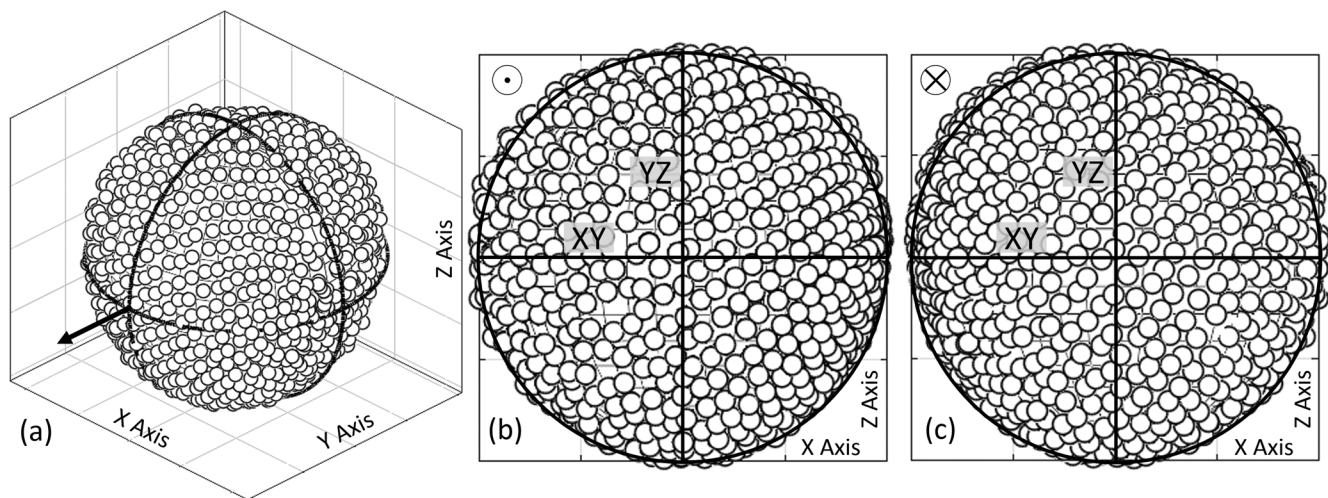 (a)
X Axis
Y Axis
Z Axis
YZ
XY
(b)
X Axis
Z Axis
YZ
XY
(c)
X Axis
Z Axis